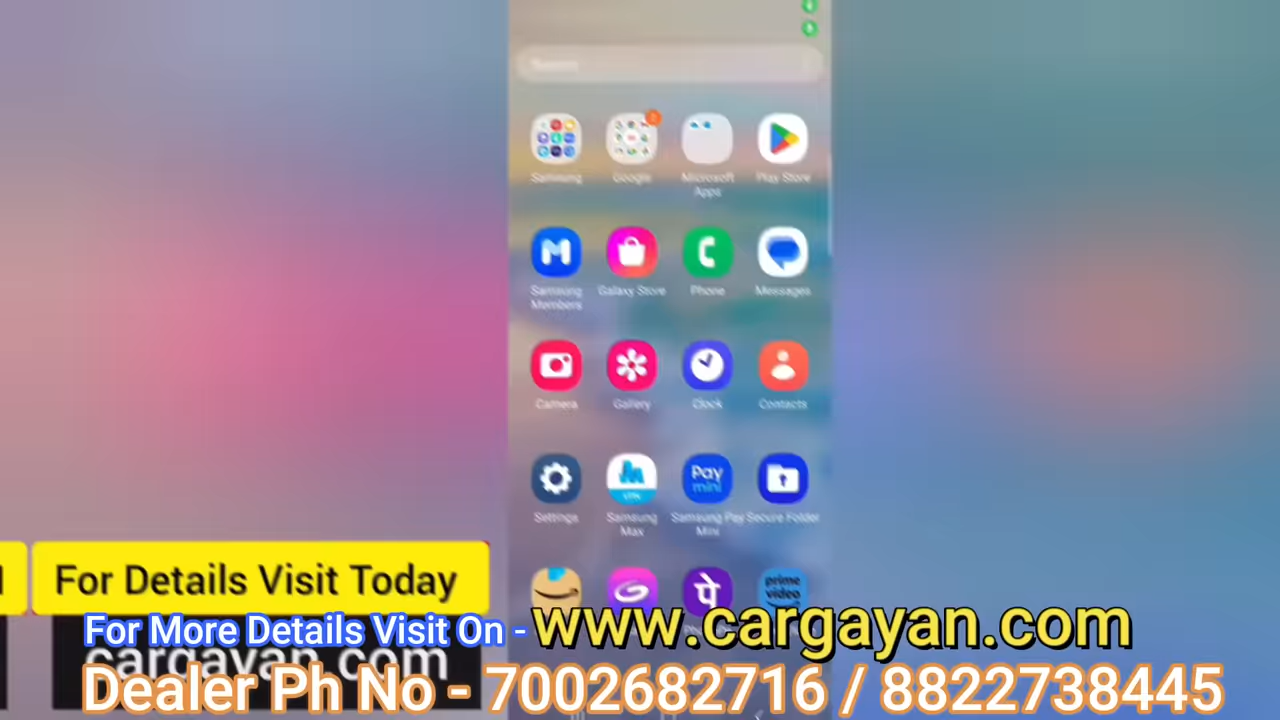 Search
Samsung
Google
Microsoft Apps
Play Store
Samsung Members
Galaxy Store
Phone
Messages
Camera
Gallery
Clock
Contacts
Settings
Samsung Max
Pay mini
Samsung Pay Mini
Secure Folder
पे
prime video
For Details Visit Today
For More Details Visit On - www.cargayan.com
cargayan.com
Dealer Ph No - 7002682716 / 8822738445